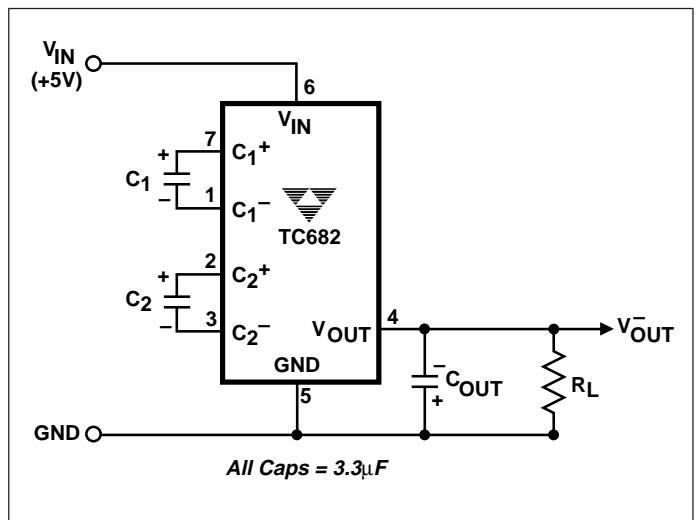 VIN
(+5V)
6
VIN
7
+
C1+
C1
1
–
C1–
TC682
2
+
C2+
C2
3
–
C2–
VOUT
4
V–OUT
GND
–
COUT
+
RL
5
GND
All Caps = 3.3μF